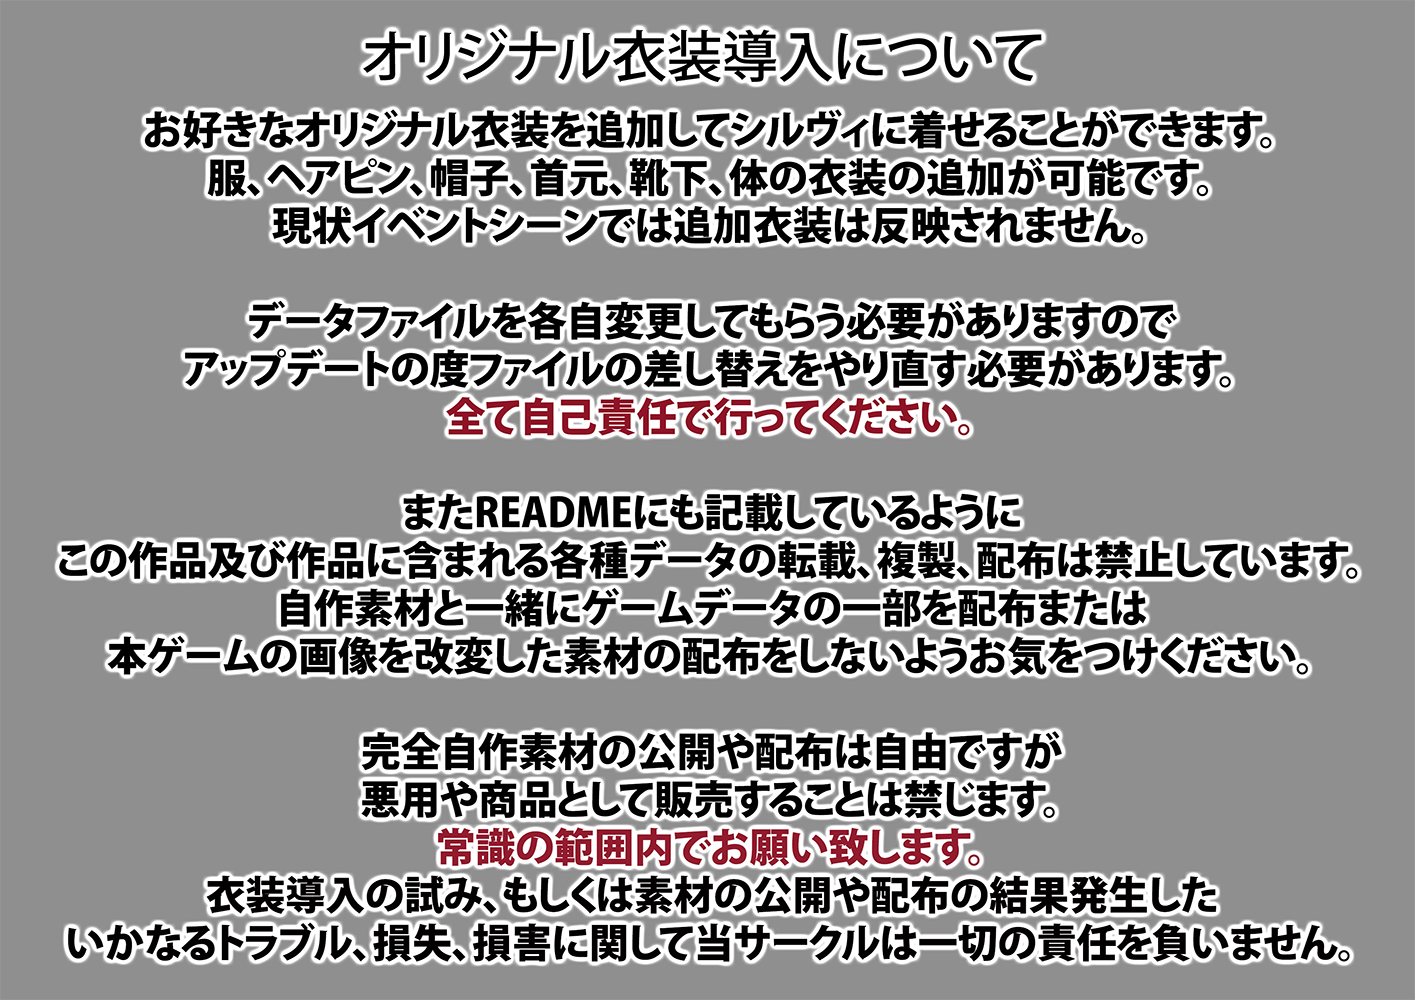 オリジナル衣装導入について
お好きなオリジナル衣装を追加してシルヴィに着せることができます。
服、ヘアピン、帽子、首元、靴下、体の衣装の追加が可能です。
現状イベントシーンでは追加衣装は反映されません。
データファイルを各自変更してもらう必要がありますので
アップデートの度ファイルの差し替えをやり直す必要があります。
全て自己責任で行ってください。
またREADMEにも記載しているように
この作品及び作品に含まれる各種データの転載、複製、配布は禁止しています。
自作素材と一緒にゲームデータの一部を配布または
本ゲームの画像を改変した素材の配布をしないようお気をつけください。
完全自作素材の公開や配布は自由ですが
悪用や商品として販売することは禁じます。
常識の範囲内でお願い致します。
衣装導入の試み、もしくは素材の公開や配布の結果発生した
いかなるトラブル、損失、損害に関して当サークルは一切の責任を負いません。